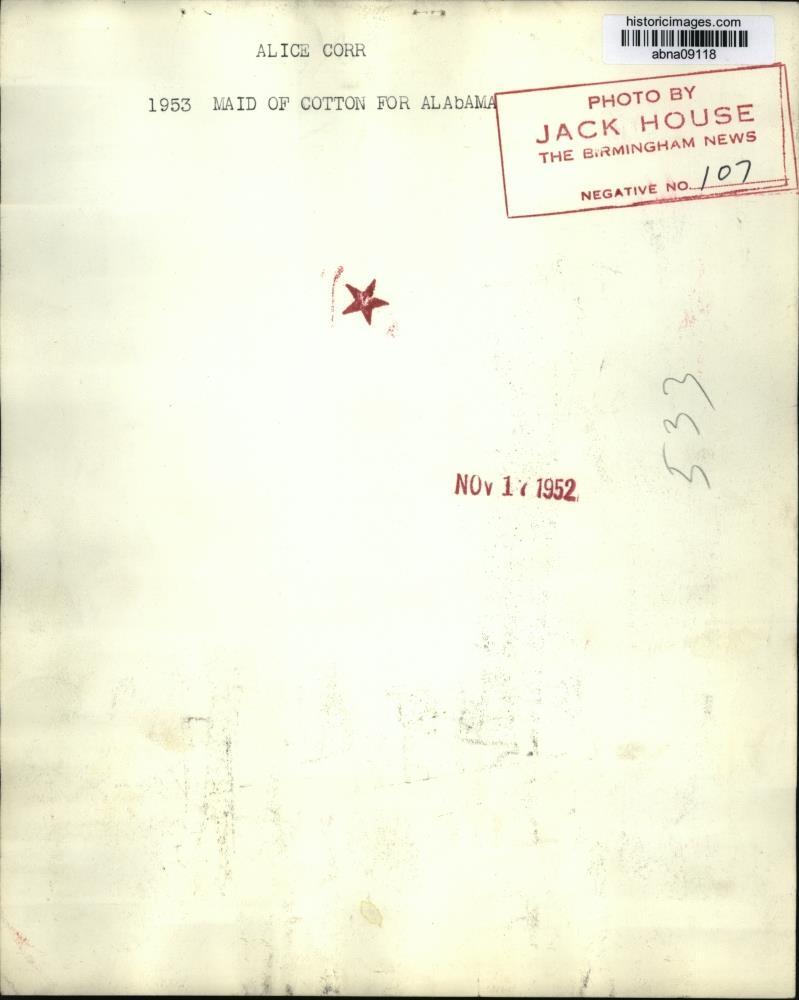 historicimages.com
abna09118
ALICE CORR
1953 MAID OF COTTON FOR ALAbAMA
PHOTO BY
JACK HOUSE
THE BIRMINGHAM NEWS
NEGATIVE NO. 107
533
NOV 17 1952